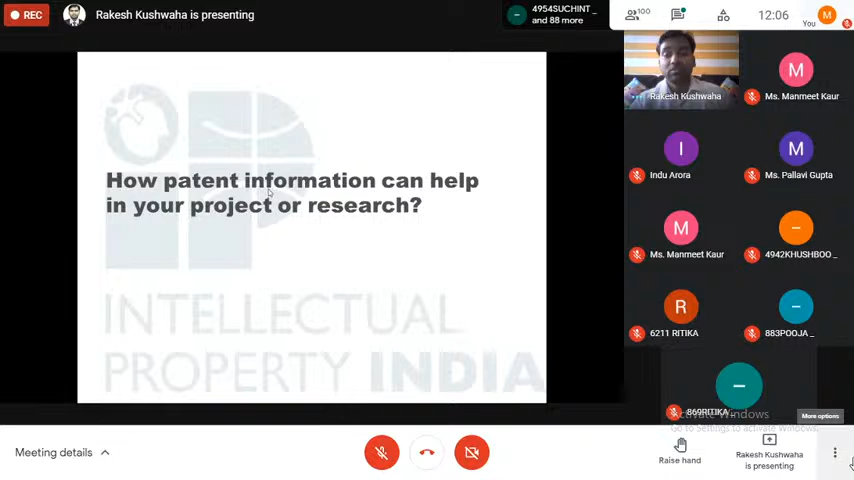 REC
Rakesh Kushwaha is presenting
4954SUCHINT _
and 88 more
100
12:06
M
You
How patent information can help
in your project or research?
INTELLECTUAL
PROPERTY INDIA
Rakesh Kushwaha
M
Ms. Manmeet Kaur
I
Indu Arora
M
Ms. Pallavi Gupta
M
Ms. Manmeet Kaur
4942KHUSHBOO _
R
6211 RITIKA
883POOJA _
869RITIKA _
Activate Windows
Go to Settings to activate Windows.
More options
Meeting details
Raise hand
Rakesh Kushwaha
is presenting